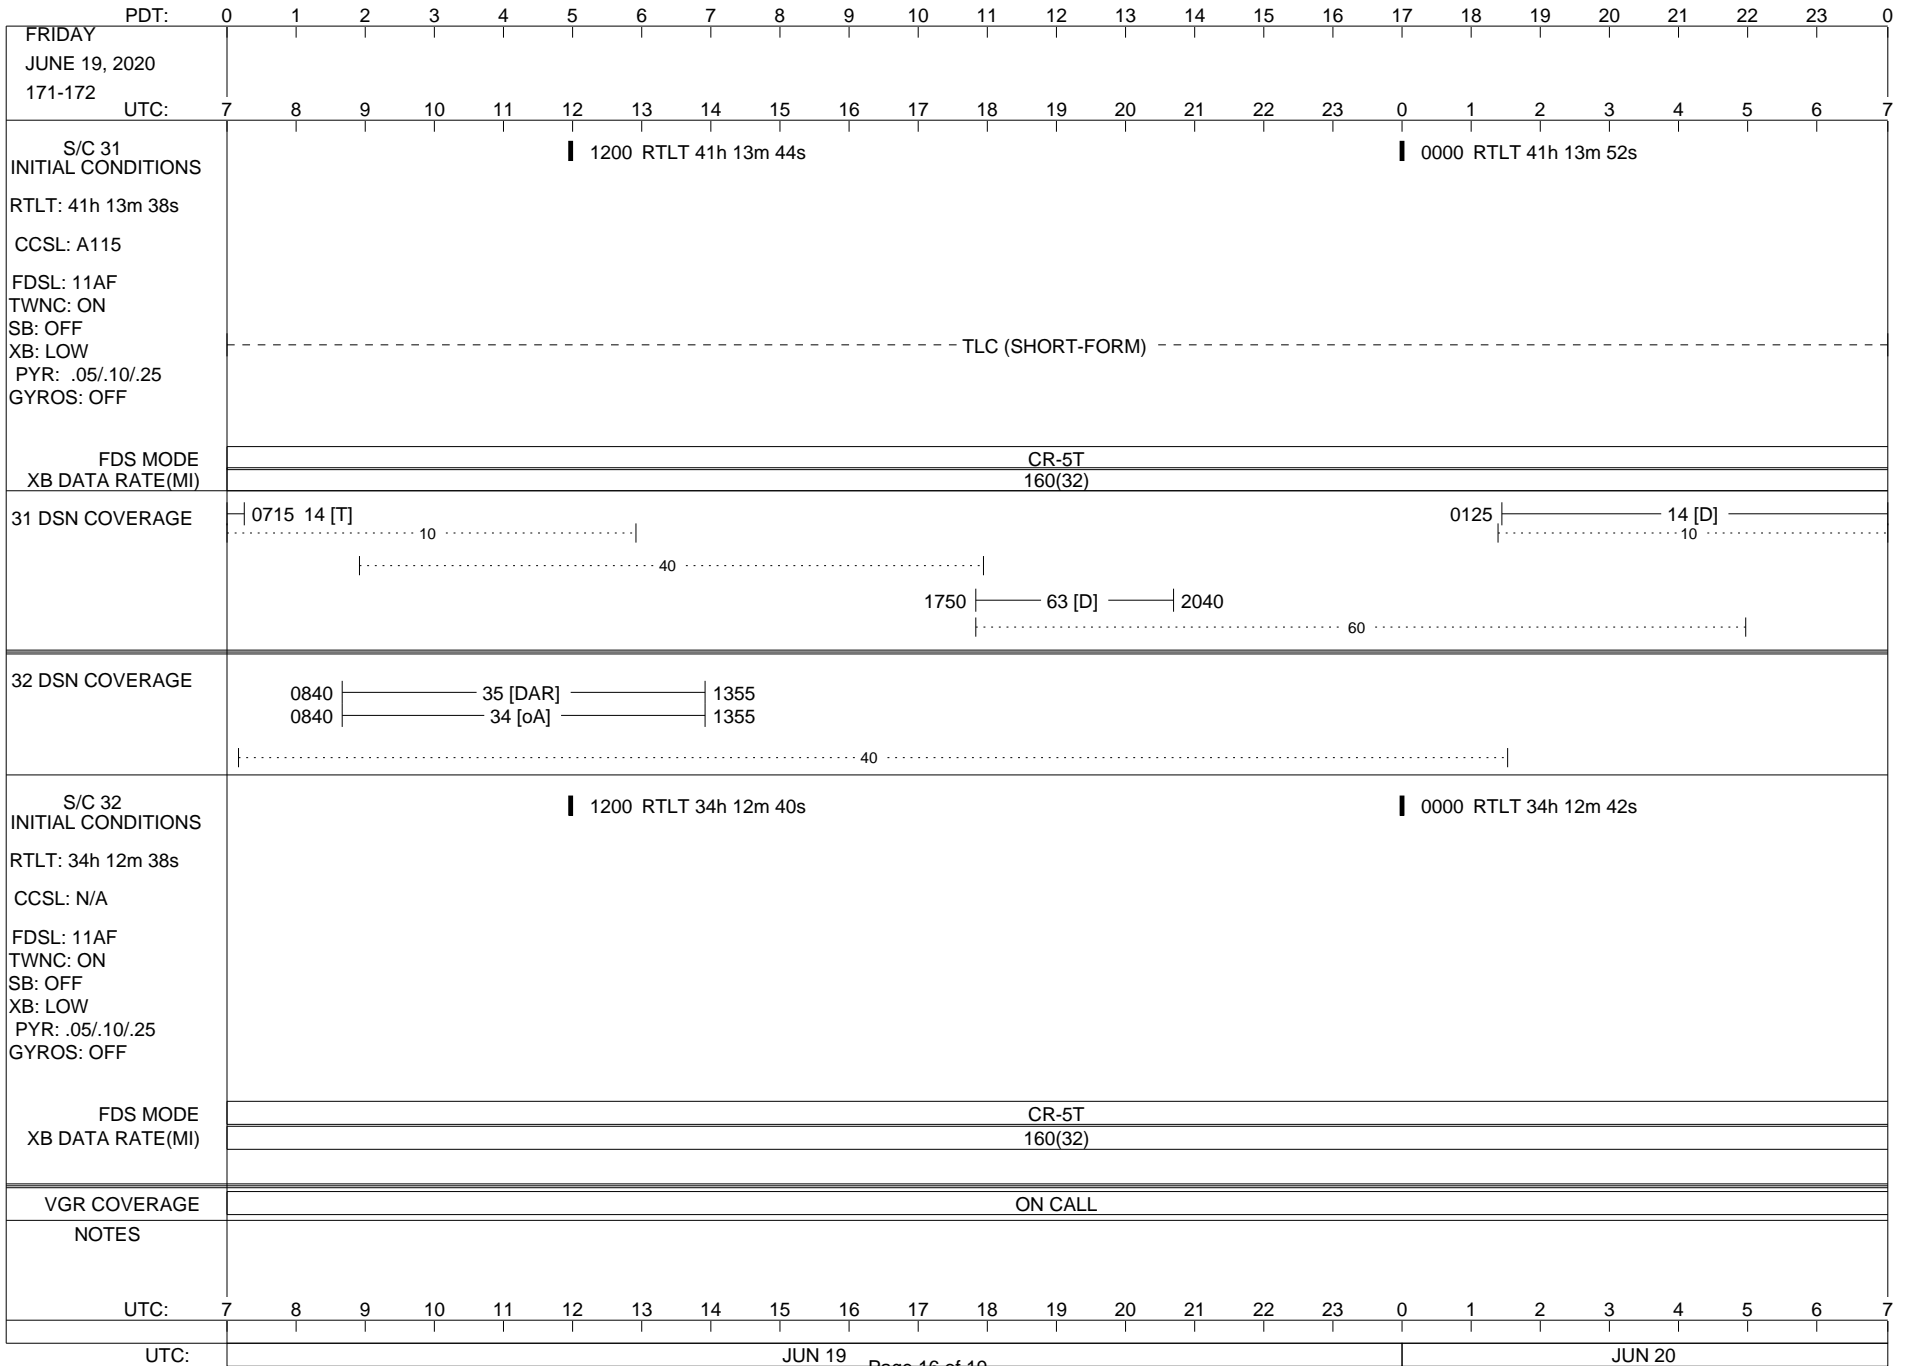 PDT: 0 1 2 3 4 5 6 7 8 9 10 11 12 13 14 15 16 17 18 19 20 21 22 23 0
FRIDAY
JUNE 19, 2020
171-172
UTC: 7 8 9 10 11 12 13 14 15 16 17 18 19 20 21 22 23 0 1 2 3 4 5 6 7
S/C 31
INITIAL CONDITIONS
1200 RTLT 41h 13m 44s
0000 RTLT 41h 13m 52s
RTLT: 41h 13m 38s
CCSL: A115
FDSL: 11AF
TWNC: ON
SB: OFF
XB: LOW
TLC (SHORT-FORM)
PYR: .05/.10/.25
GYROS: OFF
FDS MODE CR-5T
XB DATA RATE(MI) 160(32)
31 DSN COVERAGE
0715 14 [T]
0125 14 [D]
10 10
40
1750 63 [D] 2040
60
32 DSN COVERAGE
0840 35 [DAR] 1355
0840 34 [oA] 1355
40
S/C 32
INITIAL CONDITIONS
1200 RTLT 34h 12m 40s
0000 RTLT 34h 12m 42s
RTLT: 34h 12m 38s
CCSL: N/A
FDSL: 11AF
TWNC: ON
SB: OFF
XB: LOW
PYR: .05/.10/.25
GYROS: OFF
FDS MODE CR-5T
XB DATA RATE(MI) 160(32)
VGR COVERAGE ON CALL
NOTES
UTC: 7 8 9 10 11 12 13 14 15 16 17 18 19 20 21 22 23 0 1 2 3 4 5 6 7
UTC: JUN 19 JUN 20
Page 16 of 19